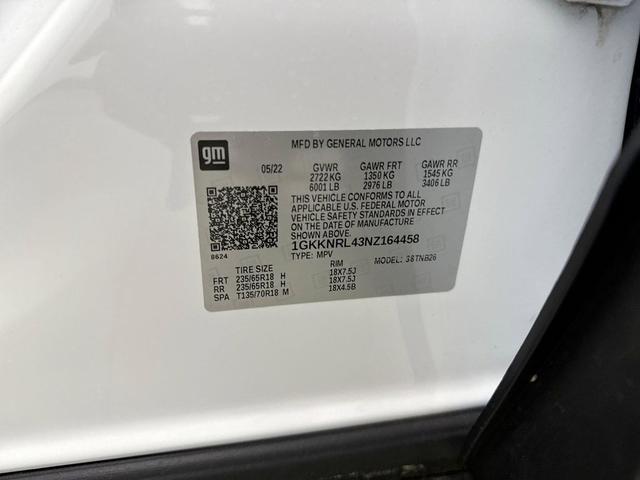 gm
MFD BY GENERAL MOTORS LLC
05/22 GVWR GAWR FRT GAWR RR
2722 KG 1350 KG 1545 KG
6001 LB 2976 LB 3406 LB
THIS VEHICLE CONFORMS TO ALL
APPLICABLE U.S. FEDERAL MOTOR
VEHICLE SAFETY STANDARDS IN
EFFECT ON THE DATE OF MANUFACTURE
SHOWN ABOVE.
1GKKNRL43NZ164458
8624
TYPE: MPV MODEL: 38TNB26
TIRE SIZE RIM
FRT 235/65R18 H 18X7.5J
RR 235/65R18 H 18X7.5J
SPA T135/70R18 M 18X4.5B